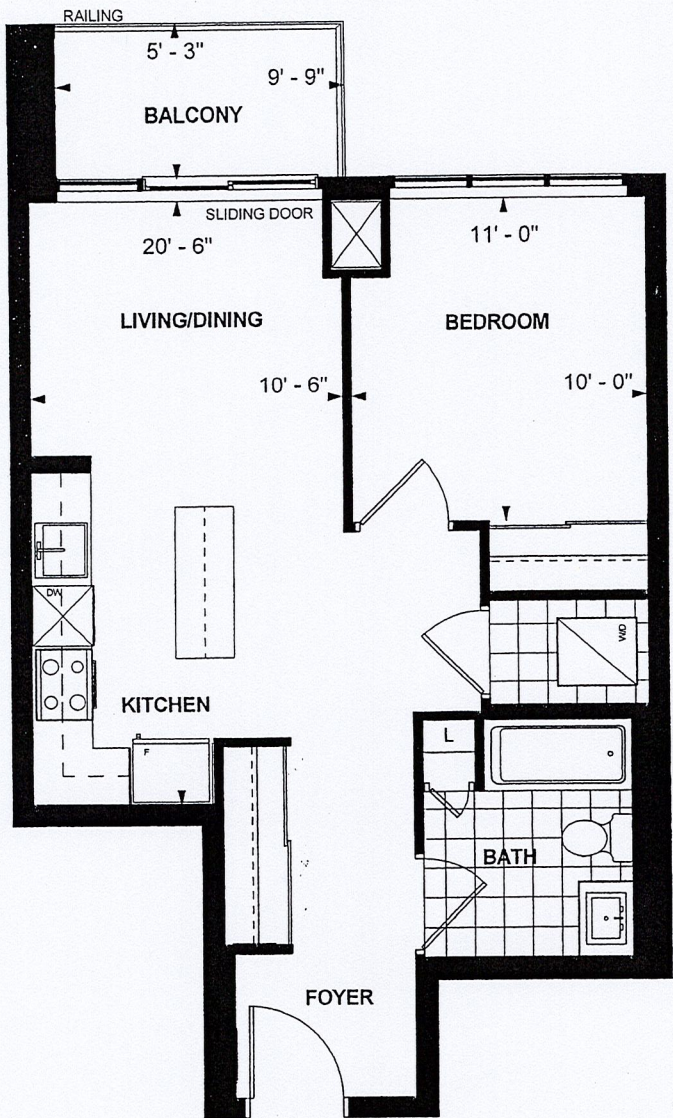 RAILING
5' - 3"
9' - 9"
BALCONY
SLIDING DOOR
20' - 6"
11' - 0"
LIVING/DINING
BEDROOM
10' - 6"
10' - 0"
DW
W/D
KITCHEN
L
F
BATH
FOYER